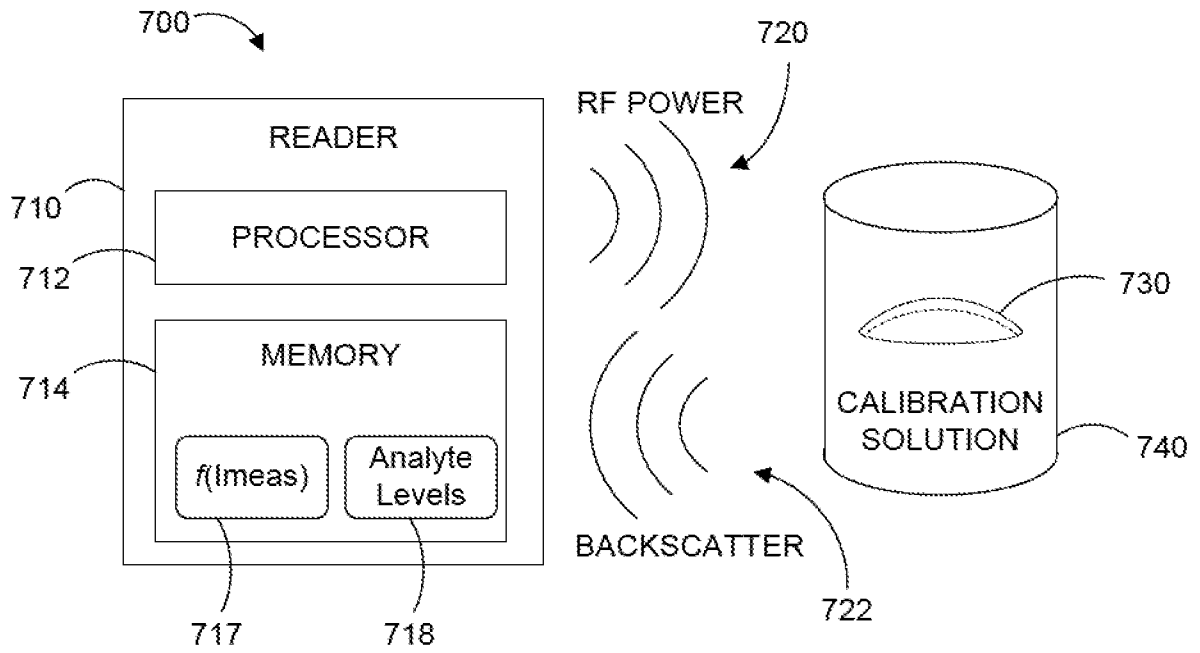 700
720
RF POWER
READER
710
PROCESSOR
712
730
MEMORY
714
CALIBRATION
SOLUTION
740
f(Imeas)
Analyte
Levels
BACKSCATTER
722
717
718